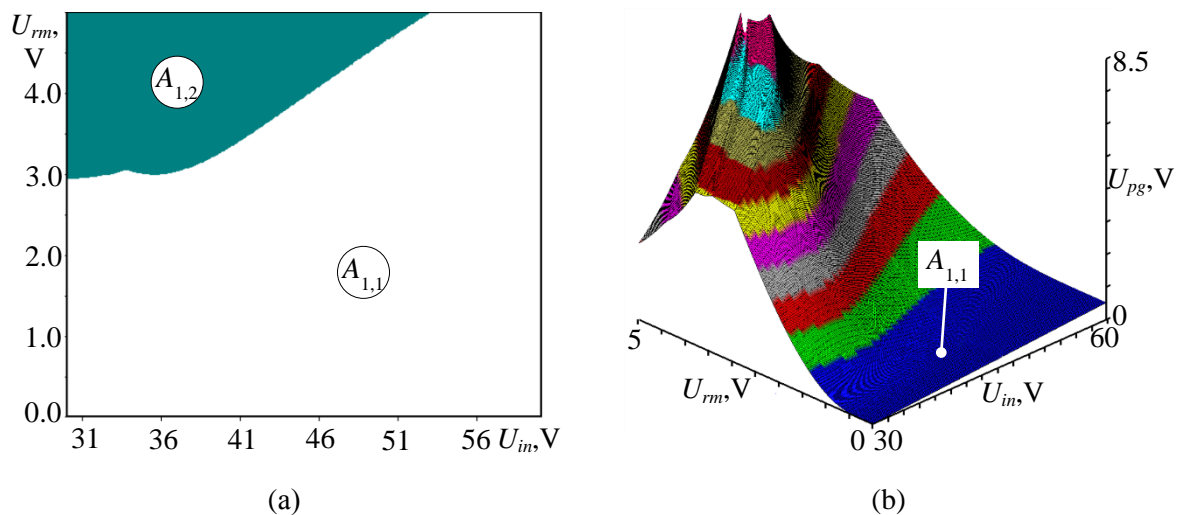 U_rm,
V
4.0
3.0
2.0
1.0
0.0
31 36 41 46 51 56 U_in,V
A_1,2
A_1,1
(a)
8.5
U_pg,V
0
60
U_in,V
0 30
U_rm,V
5
A_1,1
(b)